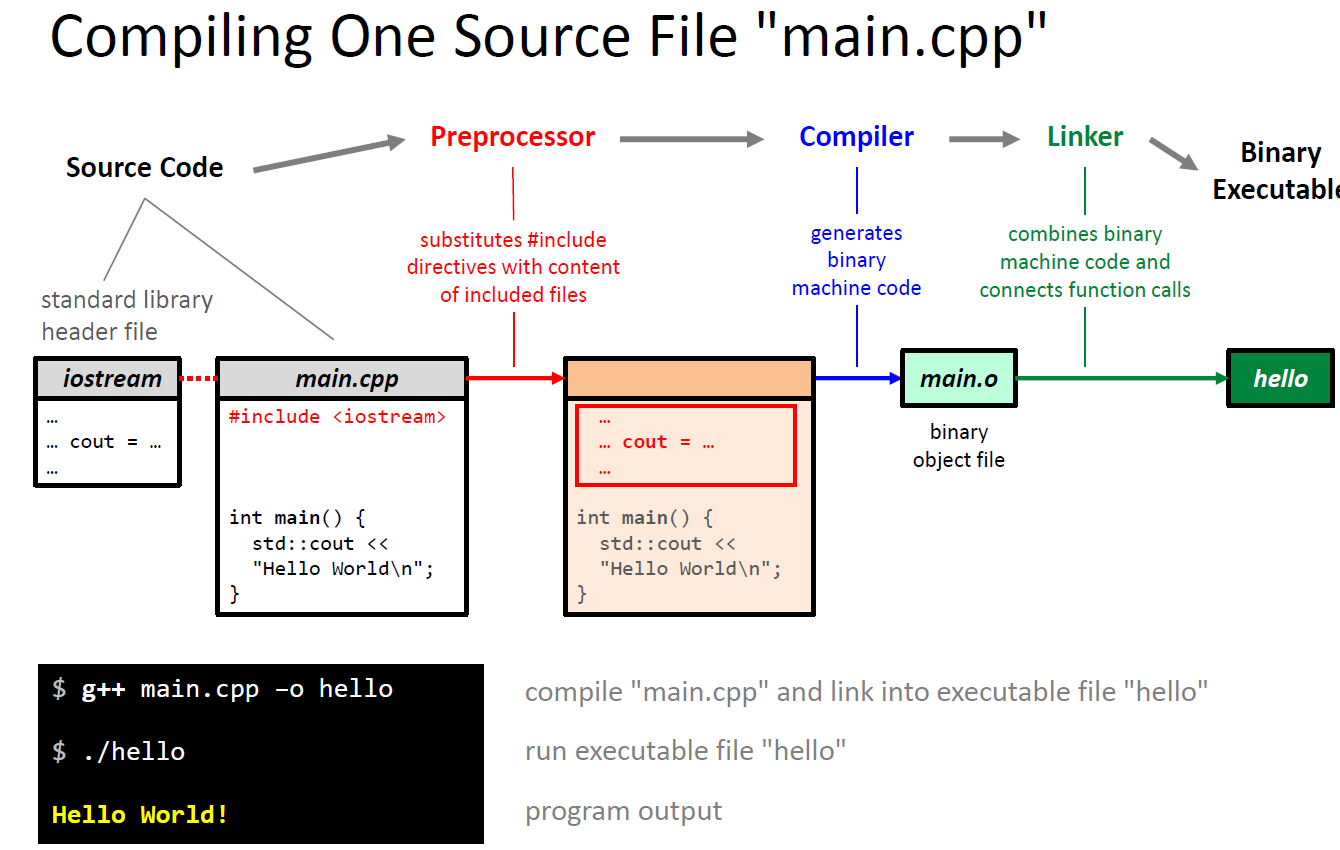 Compiling One Source File "main.cpp"
Source Code
Preprocessor
Compiler
Linker
Binary
Executable
substitutes #include
directives with content
of included files
generates
binary
machine code
combines binary
machine code and
connects function calls
standard library
header file
iostream
…
… cout = …
…
main.cpp
#include <iostream>
int main() {
std::cout <<
"Hello World\n";
}
…
… cout = …
…
int main() {
std::cout <<
"Hello World\n";
}
main.o
binary
object file
hello
$ g++ main.cpp –o hello
compile "main.cpp" and link into executable file "hello"
$ ./hello
run executable file "hello"
Hello World!
program output